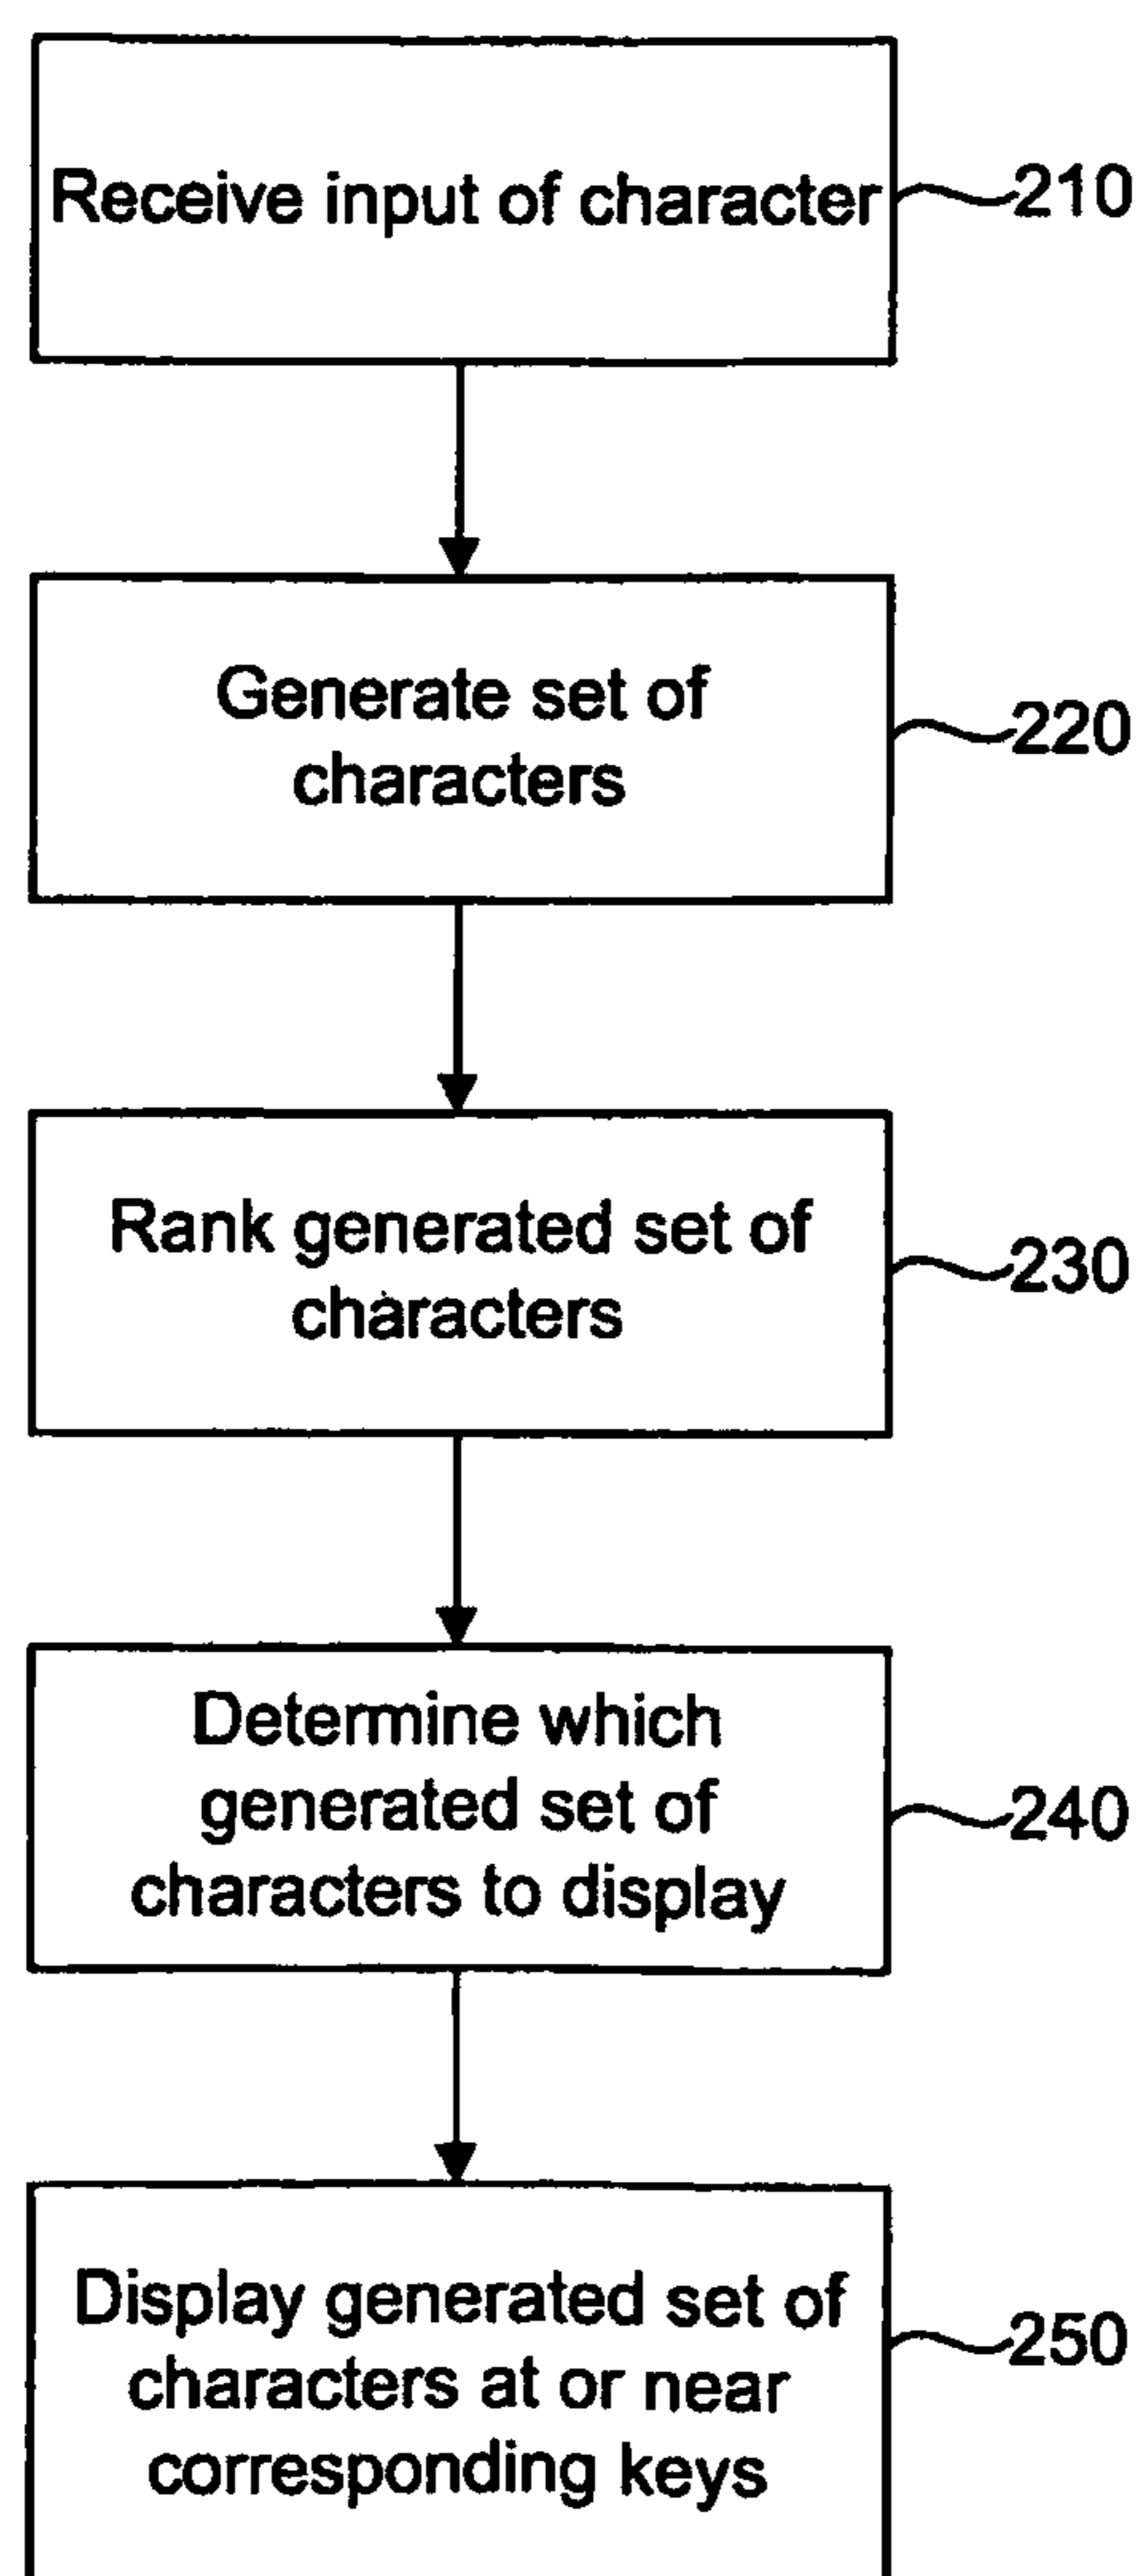 Receive input of character
210
Generate set of
characters
220
Rank generated set of
characters
230
Determine which
generated set of
characters to display
240
Display generated set of
characters at or near
corresponding keys
250